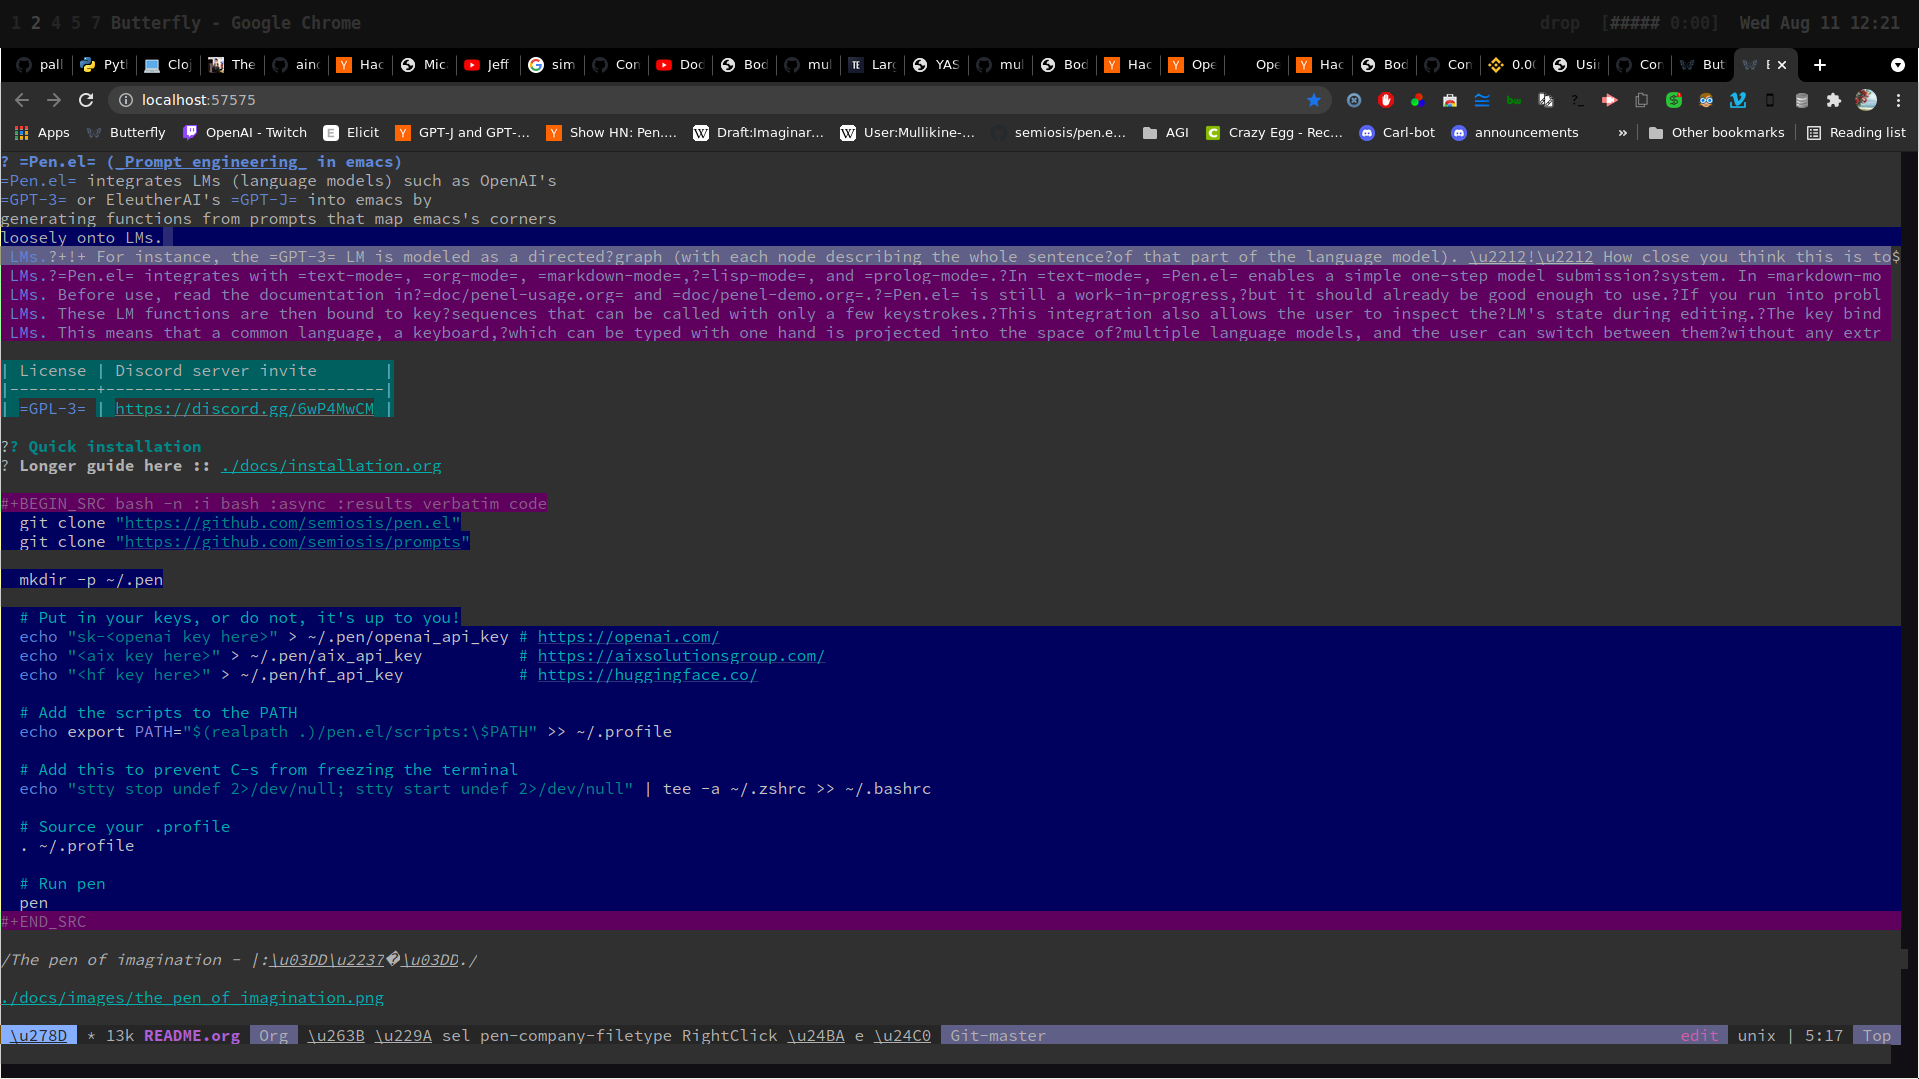 1 2 4 5 7 Butterfly - Google Chrome drop [##### 0:00] Wed Aug 11 12:21
pall Pyt Cloj The ainc Hac Mic Jeff sim Con Doc Bod mul TE Larg YAS mul Bod Hac Ope Ope Hac Bod Con 0.00 Usin Con But E
localhost:57575
Apps Butterfly OpenAI - Twitch Elicit GPT-J and GPT-... Show HN: Pen.... Draft:Imaginar... User:Mullikine-... semiosis/pen.e... AGI Crazy Egg - Rec... Carl-bot announcements » Other bookmarks Reading list
? =Pen.el= (_Prompt engineering_ in emacs)
=Pen.el= integrates LMs (language models) such as OpenAI's
=GPT-3= or EleutherAI's =GPT-J= into emacs by
generating functions from prompts that map emacs's corners
loosely onto LMs.
LMs.?+!+ For instance, the =GPT-3= LM is modeled as a directed?graph (with each node describing the whole sentence?of that part of the language model). \u2212!\u2212 How close you think this is to$
LMs.?=Pen.el= integrates with =text-mode=, =org-mode=, =markdown-mode=,?=lisp-mode=, and =prolog-mode=.?In =text-mode=, =Pen.el= enables a simple one-step model submission?system. In =markdown-mo
LMs. Before use, read the documentation in?=doc/penel-usage.org= and =doc/penel-demo.org=.?=Pen.el= is still a work-in-progress,?but it should already be good enough to use.?If you run into probl
LMs. These LM functions are then bound to key?sequences that can be called with only a few keystrokes.?This integration also allows the user to inspect the?LM's state during editing.?The key bind
LMs. This means that a common language, a keyboard,?which can be typed with one hand is projected into the space of?multiple language models, and the user can switch between them?without any extr
| License | Discord server invite |
|---------+-----------------------------|
| =GPL-3= | https://discord.gg/6wP4MwCM |
?? Quick installation
? Longer guide here :: ./docs/installation.org
#+BEGIN_SRC bash -n :i bash :async :results verbatim code
git clone "https://github.com/semiosis/pen.el"
git clone "https://github.com/semiosis/prompts"
mkdir -p ~/.pen
# Put in your keys, or do not, it's up to you!
echo "sk-<openai key here>" > ~/.pen/openai_api_key # https://openai.com/
echo "<aix key here>" > ~/.pen/aix_api_key # https://aixsolutionsgroup.com/
echo "<hf key here>" > ~/.pen/hf_api_key # https://huggingface.co/
# Add the scripts to the PATH
echo export PATH="$(realpath .)/pen.el/scripts:\$PATH" >> ~/.profile
# Add this to prevent C-s from freezing the terminal
echo "stty stop undef 2>/dev/null; stty start undef 2>/dev/null" | tee -a ~/.zshrc >> ~/.bashrc
# Source your .profile
. ~/.profile
# Run pen
pen
#+END_SRC
/The pen of imagination - |:\u03DD\u2237�\u03DD./
./docs/images/the_pen_of_imagination.png
\u278D * 13k README.org Org \u263B \u229A sel pen-company-filetype RightClick \u24BA e \u24C0 Git-master edit unix | 5:17 Top